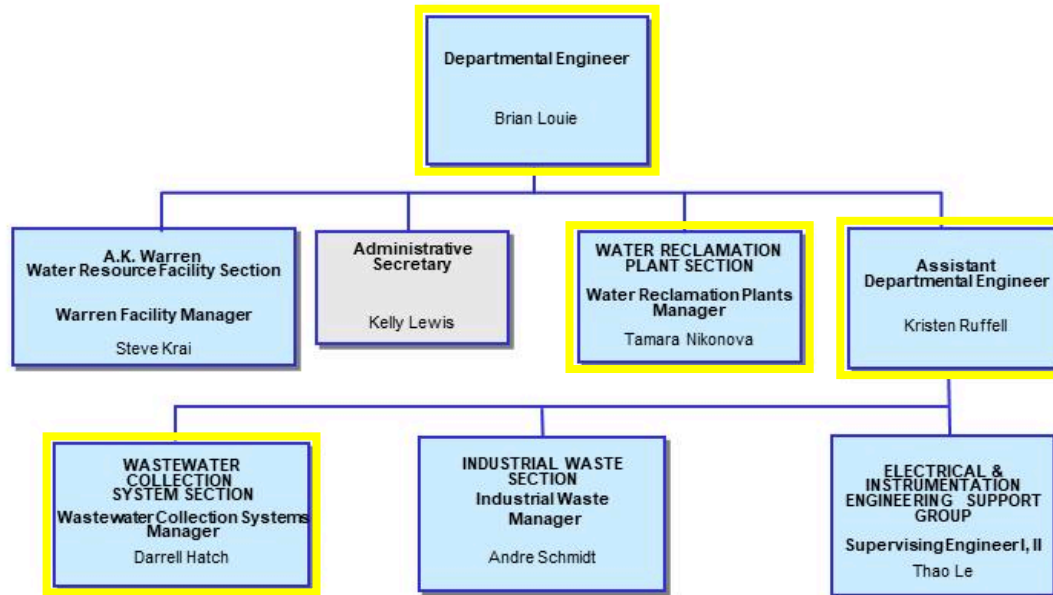 Departmental Engineer
Brian Louie
A.K. Warren
Water Resource Facility Section
Warren Facility Manager
Steve Krai
Administrative
Secretary
Kelly Lewis
WATER RECLAMATION
PLANT SECTION
Water Reclamation Plants
Manager
Tamara Nikonova
Assistant
Departmental Engineer
Kristen Ruffell
WASTEWATER
COLLECTION
SYSTEM SECTION
Wastewater Collection Systems
Manager
Darrell Hatch
INDUSTRIAL WASTE
SECTION
Industrial Waste
Manager
Andre Schmidt
ELECTRICAL &
INSTRUMENTATION
ENGINEERING SUPPORT
GROUP
Supervising Engineer I, II
Thao Le